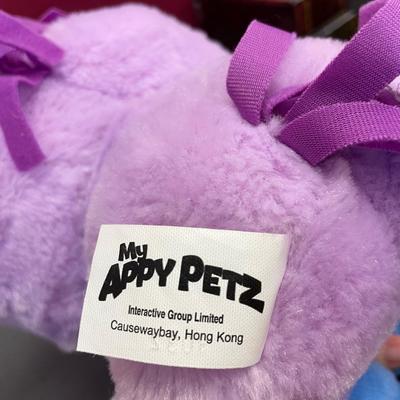 My
APPY PETZ
Interactive Group Limited
Causewaybay, Hong Kong